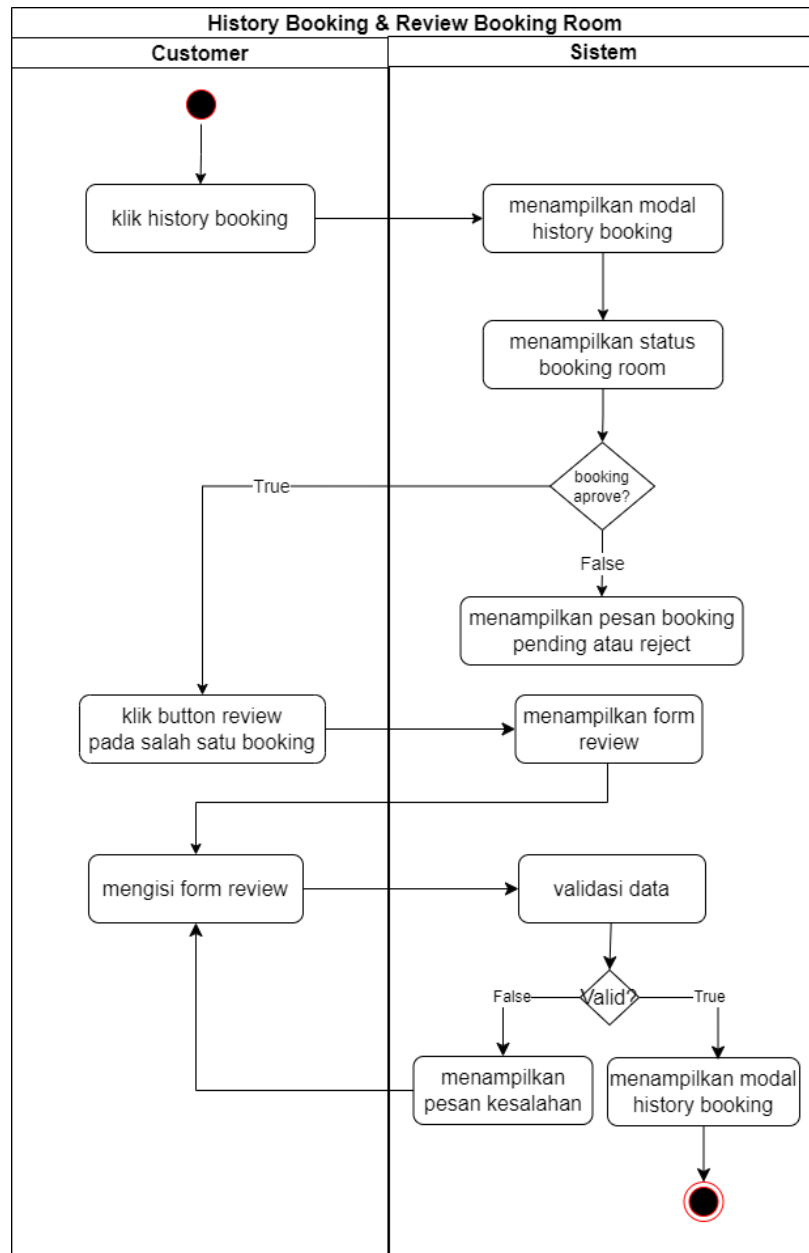 History Booking & Review Booking Room
Customer
Sistem
klik history booking
menampilkan modal
history booking
menampilkan status
booking room
booking
aprove?
True
False
menampilkan pesan booking
pending atau reject
klik button review
pada salah satu booking
menampilkan form
review
mengisi form review
validasi data
False
Valid?
True
menampilkan
pesan kesalahan
menampilkan modal
history booking